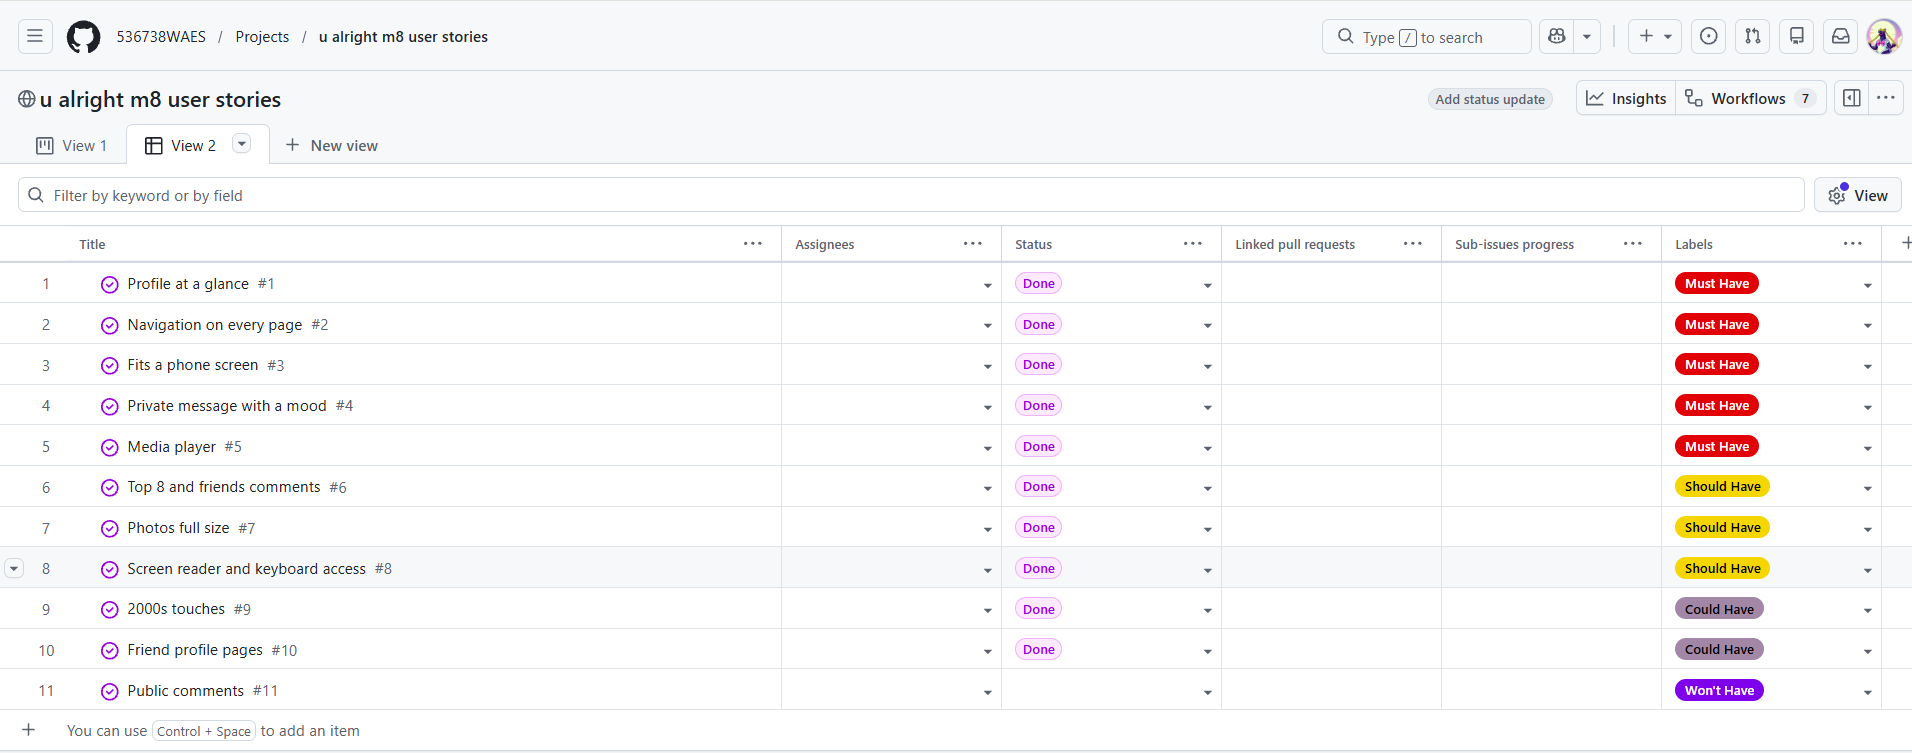 536738WAES / Projects / u alright m8 user stories
Type / to search
u alright m8 user stories
Add status update
Insights
Workflows 7
View 1
View 2
New view
Filter by keyword or by field
View
Title Assignees Status Linked pull requests Sub-issues progress Labels
1 Profile at a glance #1 Done Must Have
2 Navigation on every page #2 Done Must Have
3 Fits a phone screen #3 Done Must Have
4 Private message with a mood #4 Done Must Have
5 Media player #5 Done Must Have
6 Top 8 and friends comments #6 Done Should Have
7 Photos full size #7 Done Should Have
8 Screen reader and keyboard access #8 Done Should Have
9 2000s touches #9 Done Could Have
10 Friend profile pages #10 Done Could Have
11 Public comments #11 Won't Have
You can use Control + Space to add an item